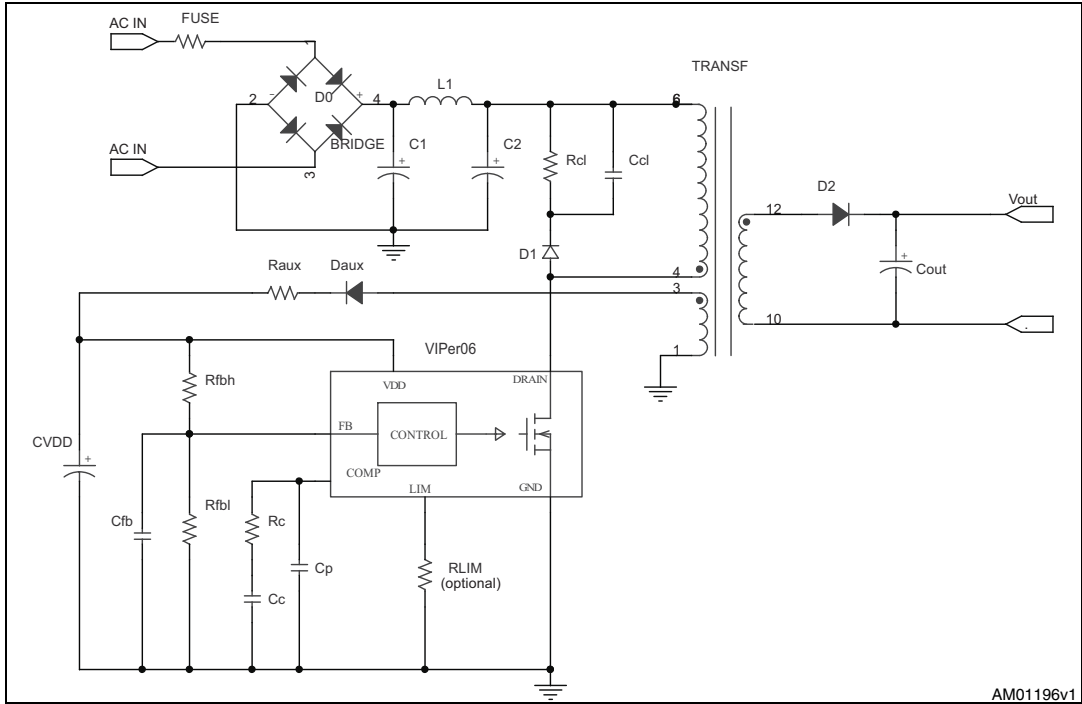 AC IN
FUSE
TRANSF
1
D0
-
+
2
4
L1
6
BRIDGE
C1
+
C2
+
Rcl
Ccl
AC IN
3
D2
12
Vout
D1
+
Cout
Raux
Daux
4
3
10
.
1
VIPer06
VDD
DRAIN
Rfbh
FB
CONTROL
CVDD
+
COMP
LIM
GND
Cfb
Rfbl
Rc
Cp
RLIM
(optional)
Cc
AM01196v1